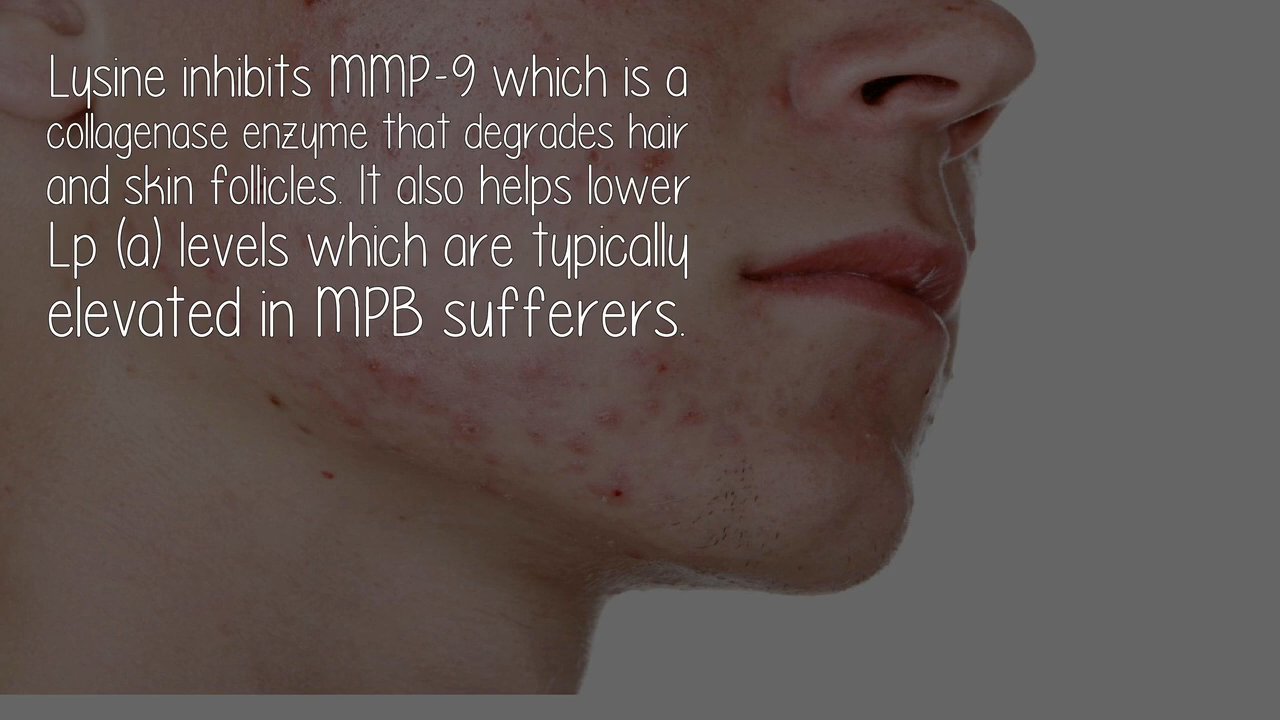 Lysine inhibits MMP-9 which is a
collagenase enzyme that degrades hair
and skin follicles. It also helps lower
Lp (a) levels which are typically
elevated in MPB sufferers.